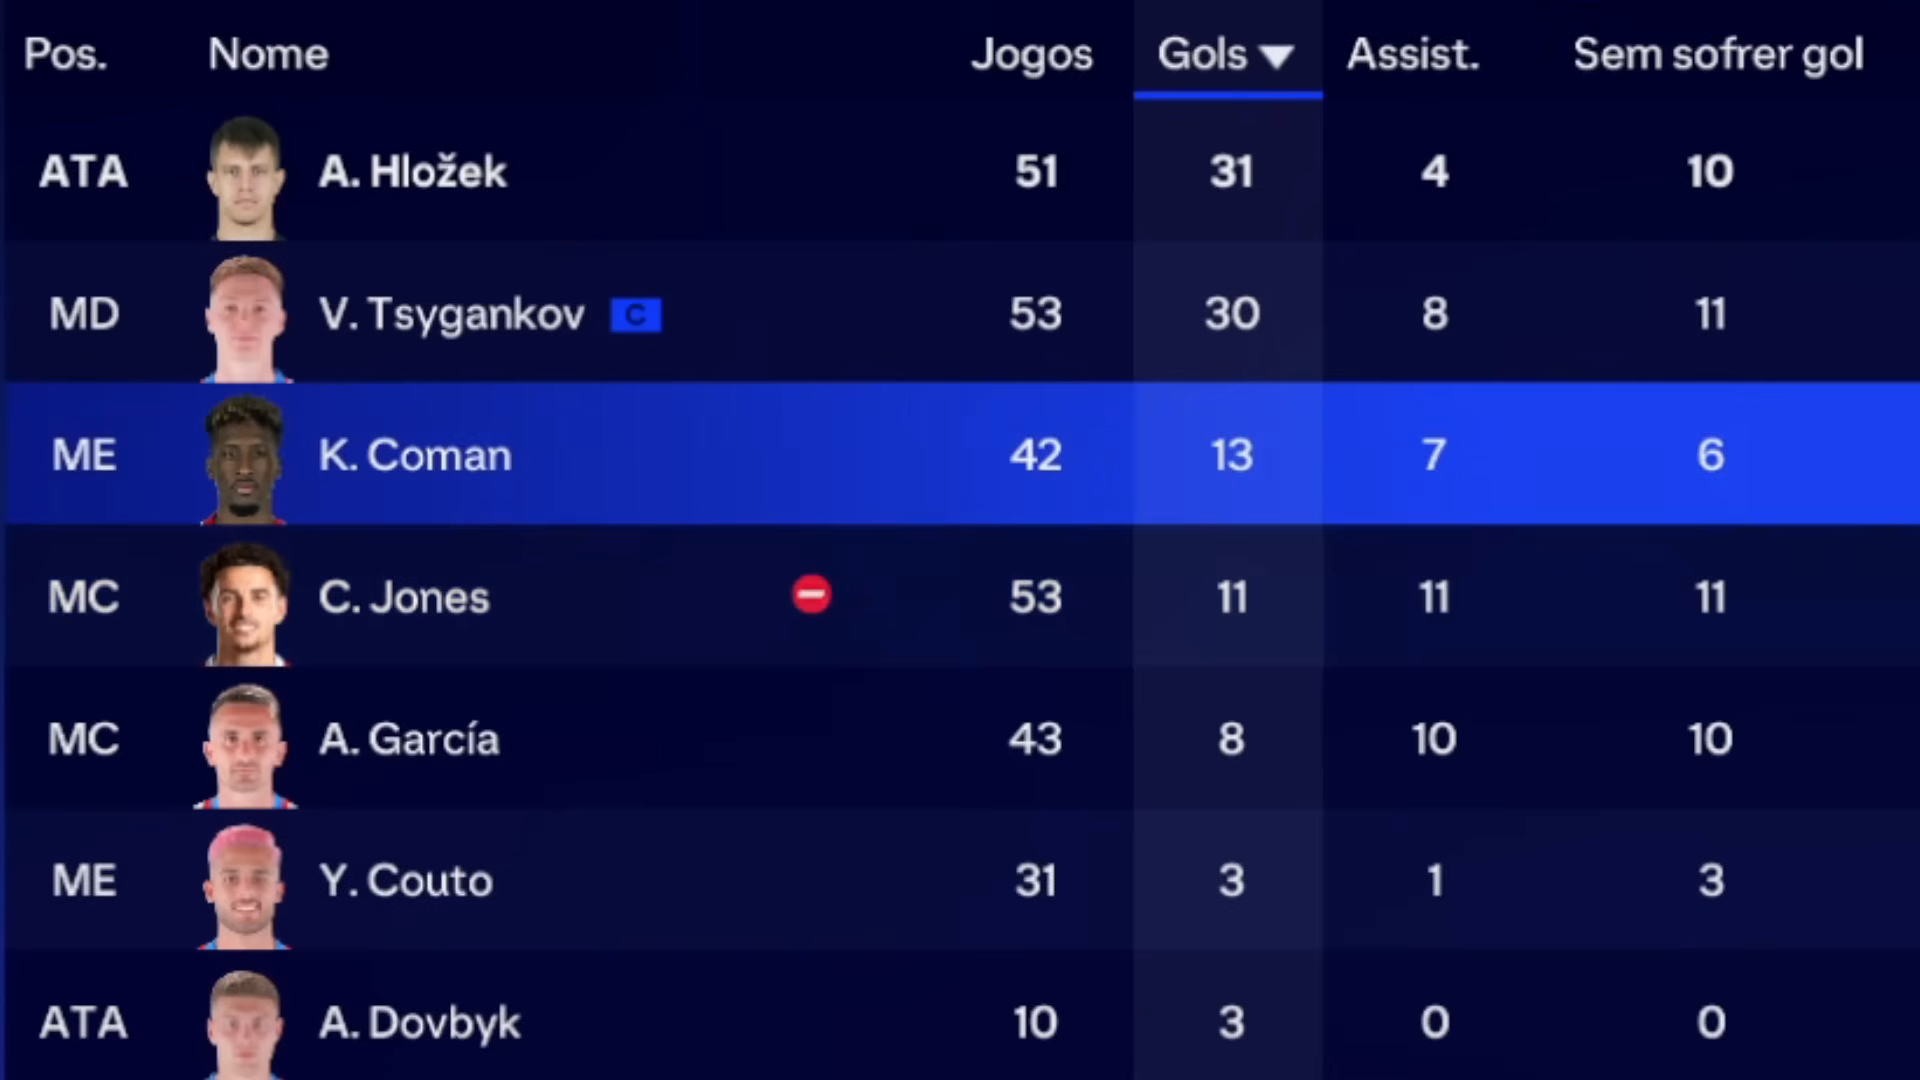 Pos. Nome Jogos Gols Assist. Sem sofrer gol
ATA A. Hložek 51 31 4 10
MD V. Tsygankov C 53 30 8 11
ME K. Coman 42 13 7 6
MC C. Jones 53 11 11 11
MC A. García 43 8 10 10
ME Y. Couto 31 3 1 3
ATA A. Dovbyk 10 3 0 0